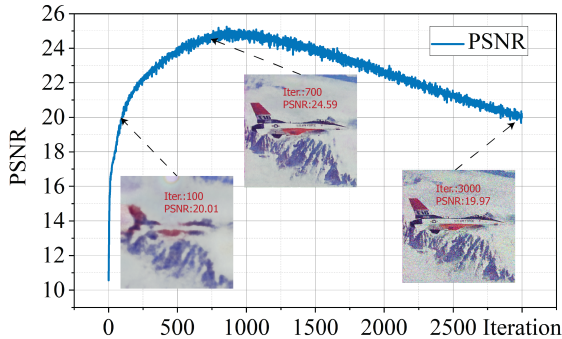 26
24
22
20
18
16
14
12
10
PSNR
PSNR
Iter.:700
PSNR:24.59
Iter.:100
PSNR:20.01
Iter.:3000
PSNR:19.97
0 500 1000 1500 2000 2500 Iteration